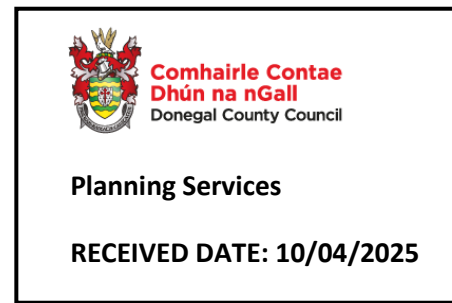 Comhairle Contae
Dhún na nGall
Donegal County Council
Planning Services
RECEIVED DATE: 10/04/2025